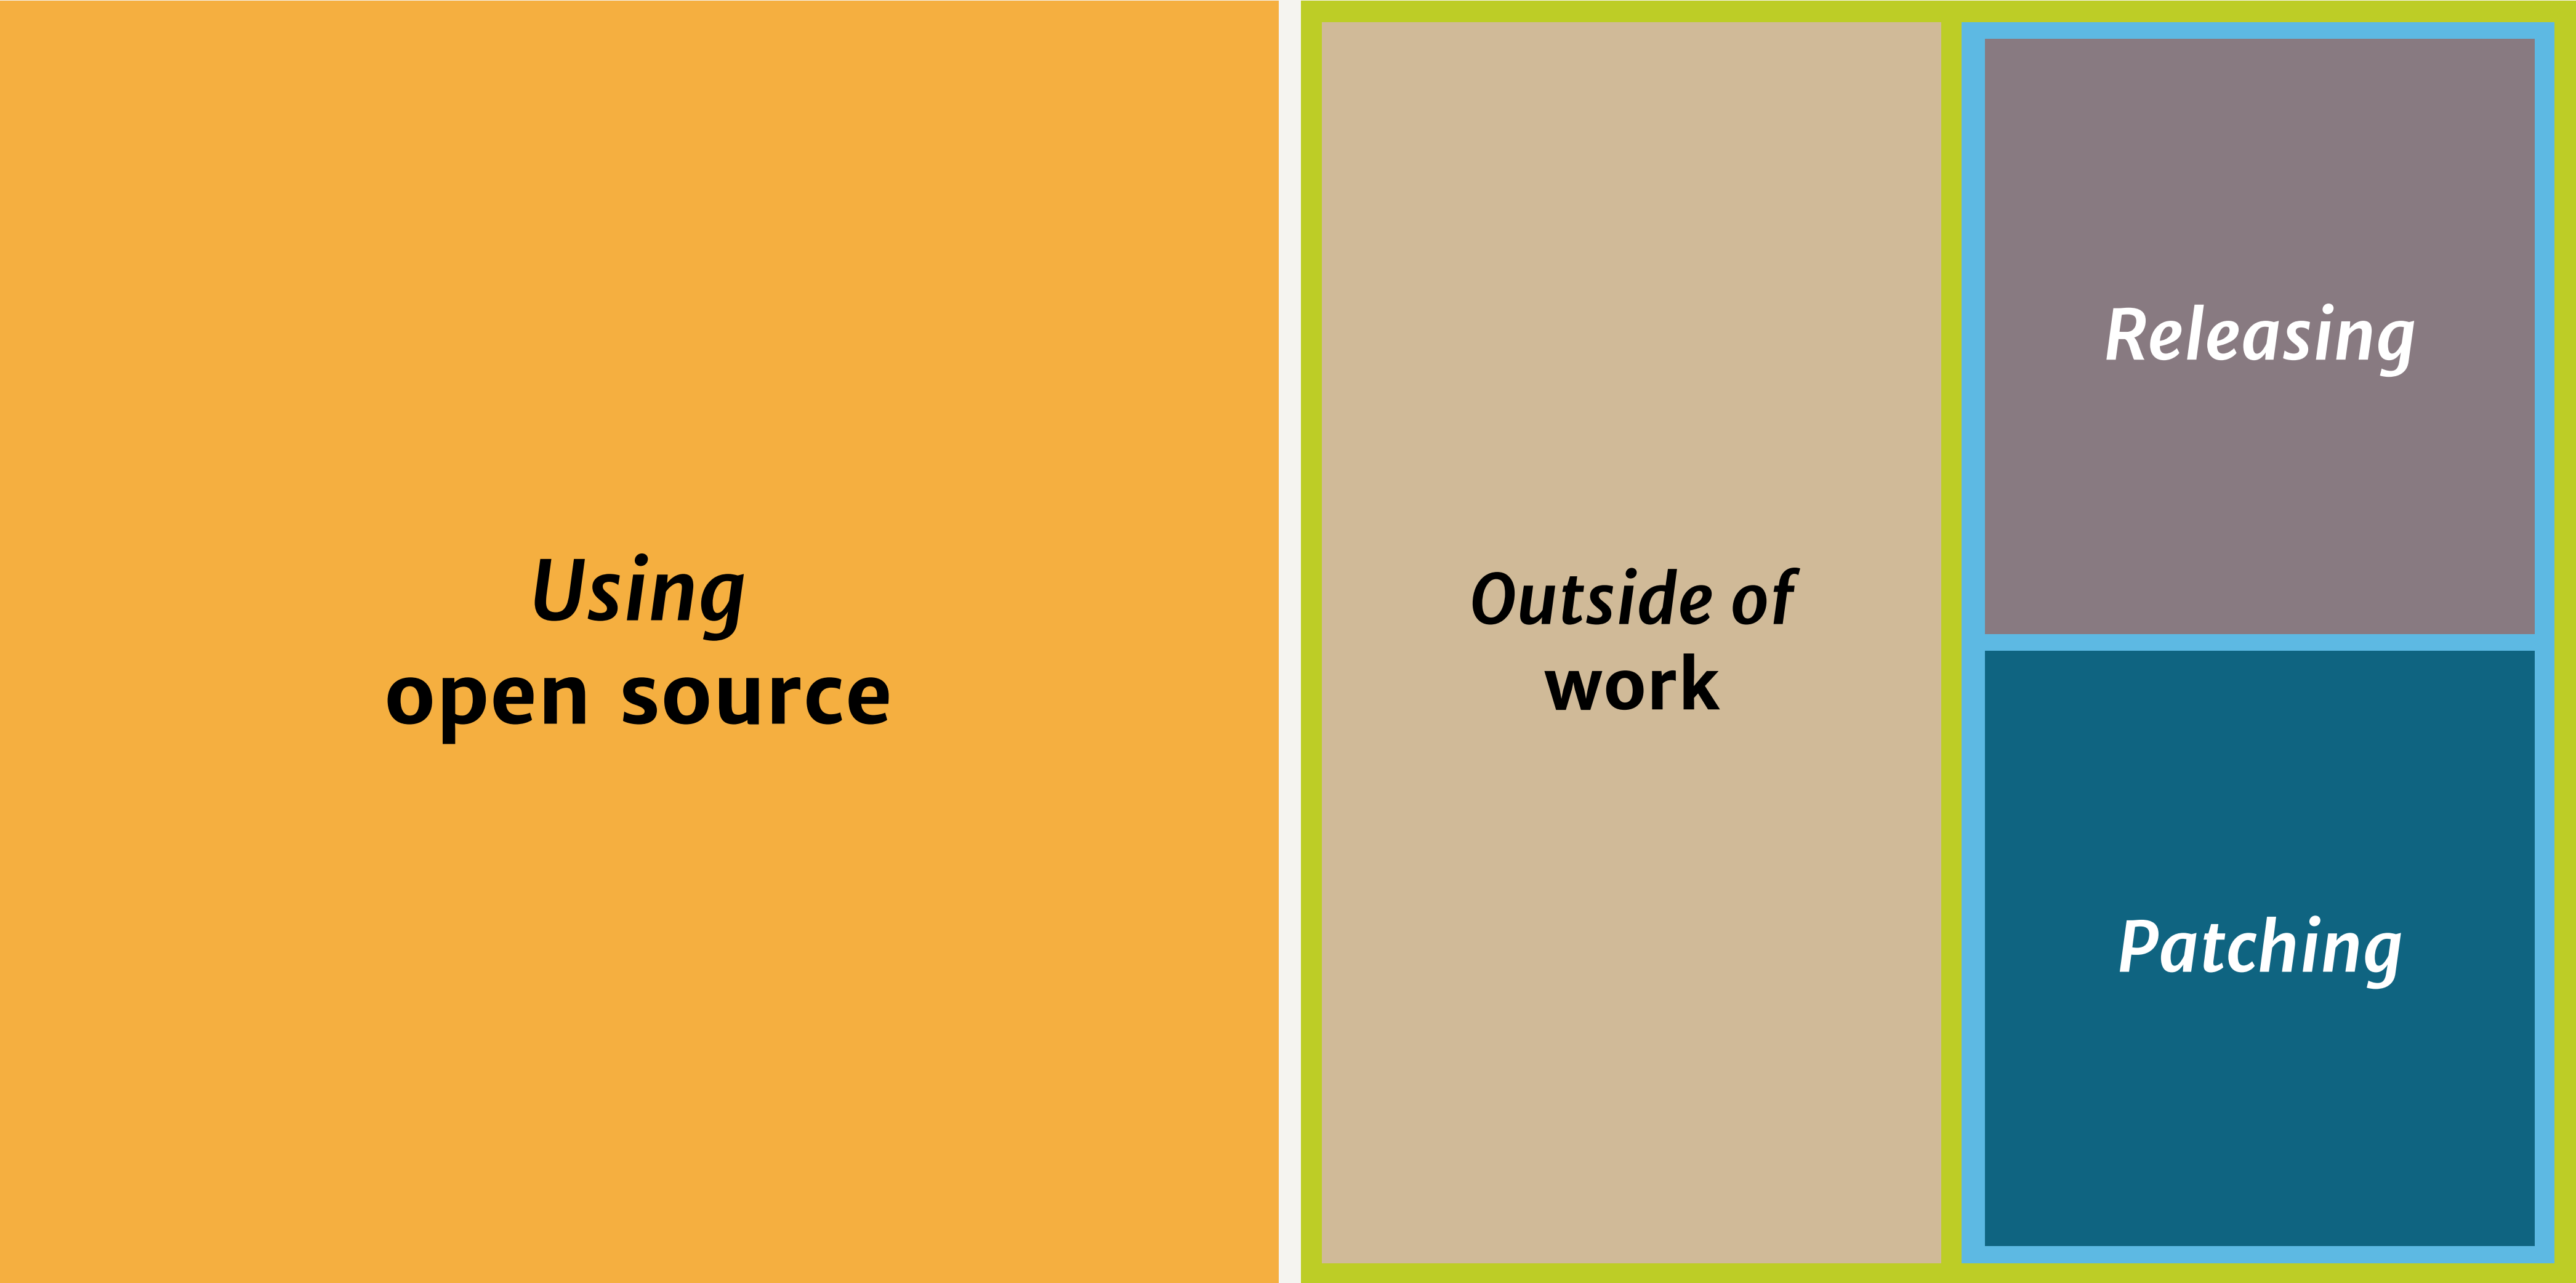 Using
open source
Outside of
work
Releasing
Patching